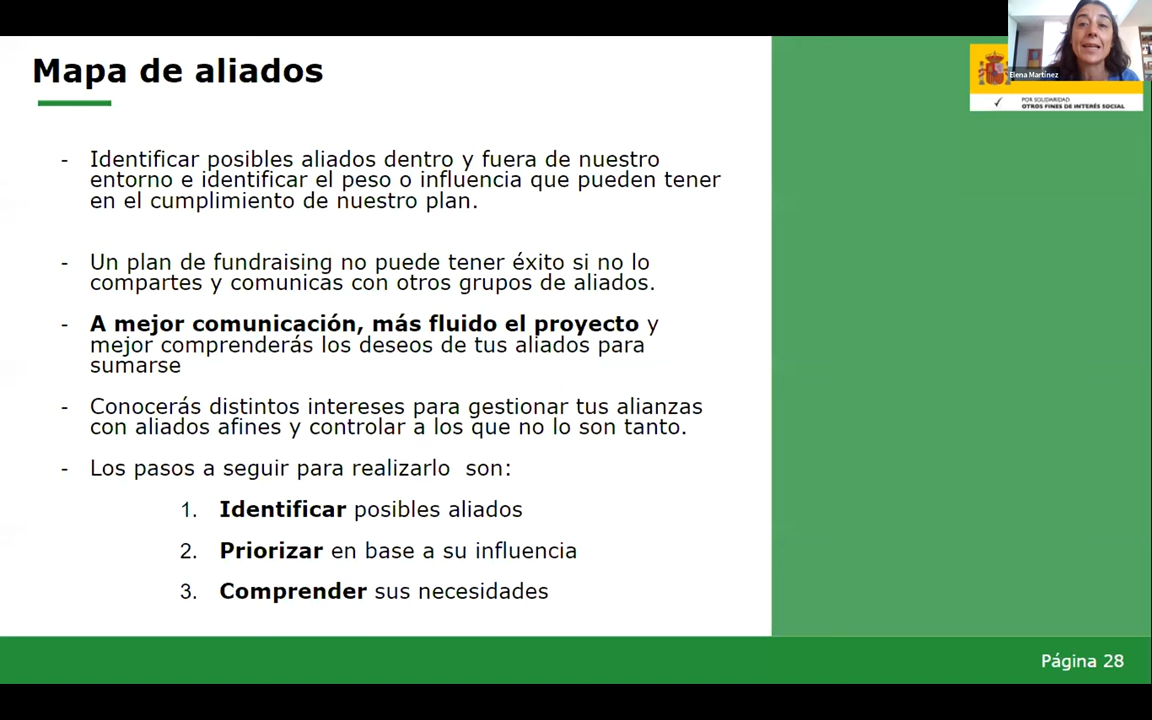 Mapa de aliados
Elena Martínez
POR SOLIDARIDAD
OTROS FINES DE INTERÉS SOCIAL
- Identificar posibles aliados dentro y fuera de nuestro
entorno e identificar el peso o influencia que pueden tener
en el cumplimiento de nuestro plan.
- Un plan de fundraising no puede tener éxito si no lo
compartes y comunicas con otros grupos de aliados.
- A mejor comunicación, más fluido el proyecto y
mejor comprenderás los deseos de tus aliados para
sumarse
- Conocerás distintos intereses para gestionar tus alianzas
con aliados afines y controlar a los que no lo son tanto.
- Los pasos a seguir para realizarlo son:
1. Identificar posibles aliados
2. Priorizar en base a su influencia
3. Comprender sus necesidades
Página 28